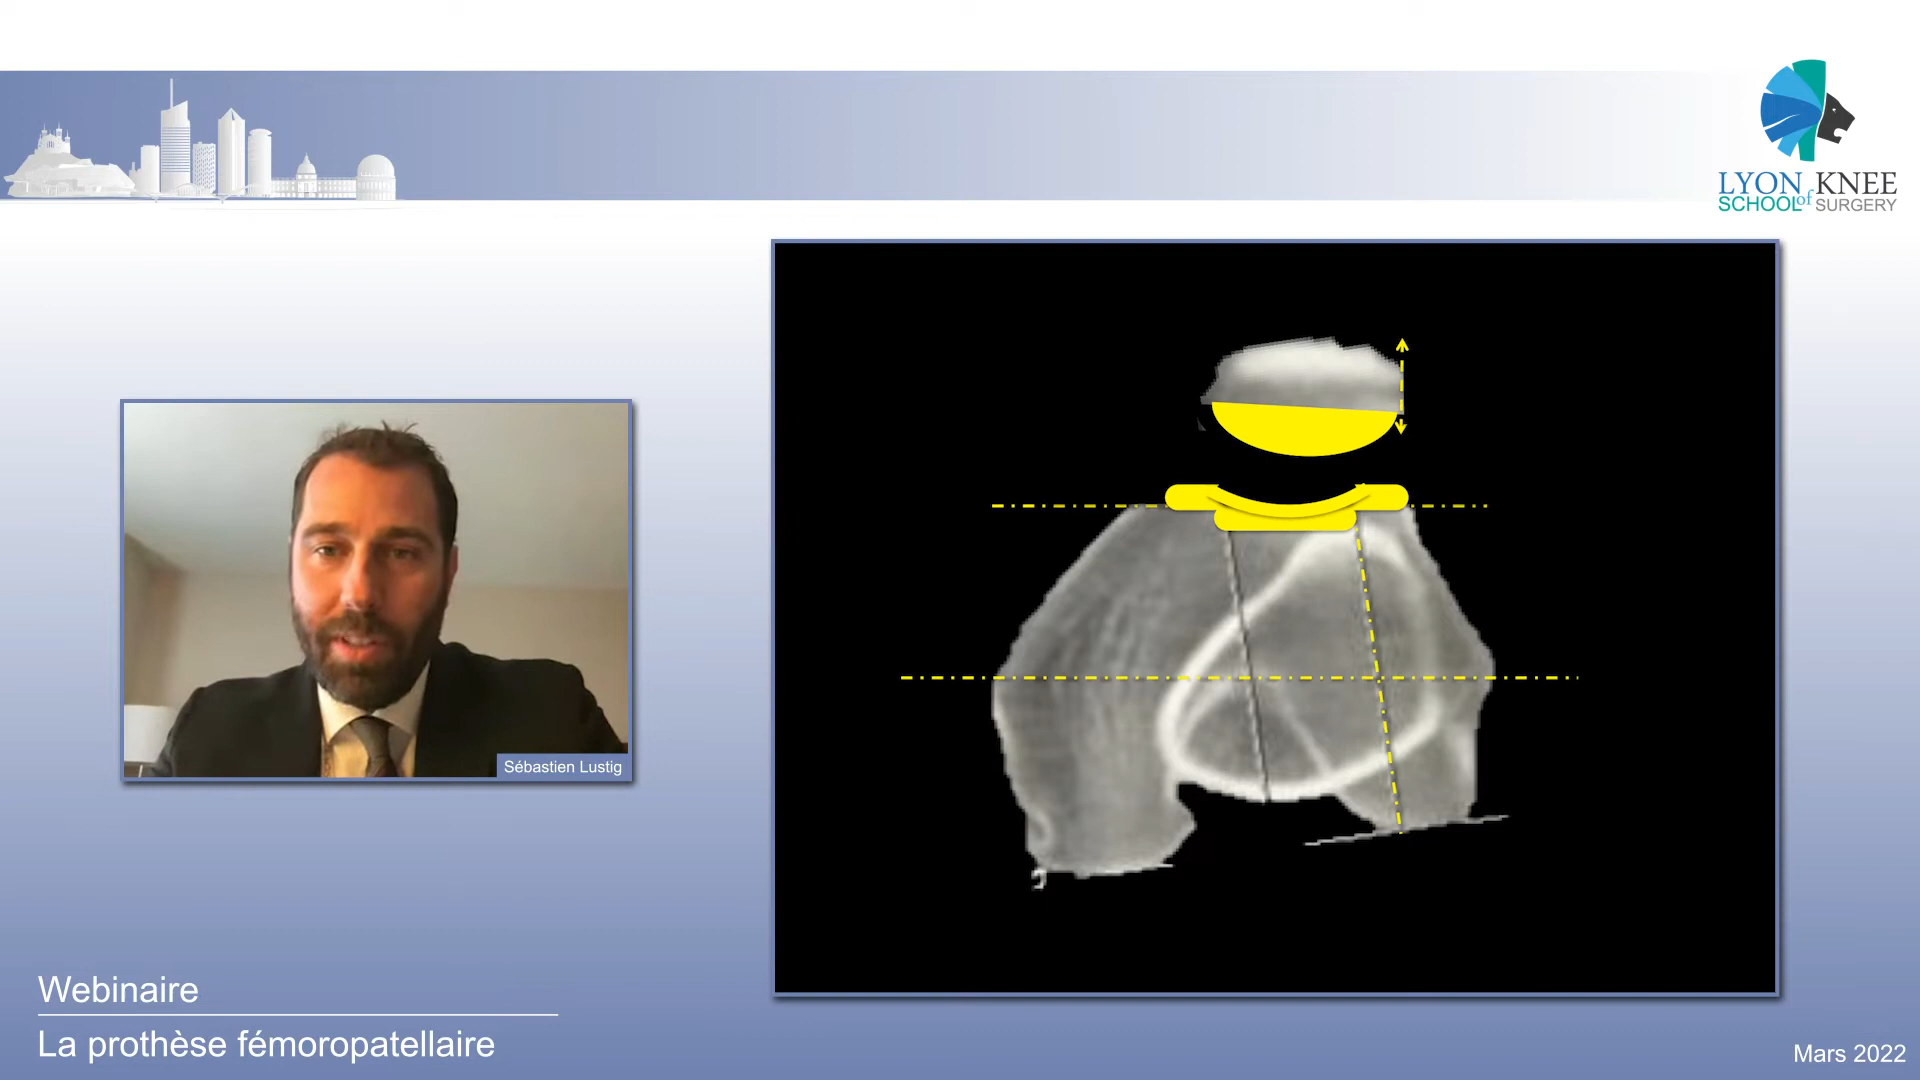 LYON KNEE
SCHOOL of SURGERY
Sébastien Lustig
Webinaire
La prothèse fémoropatellaire
Mars 2022